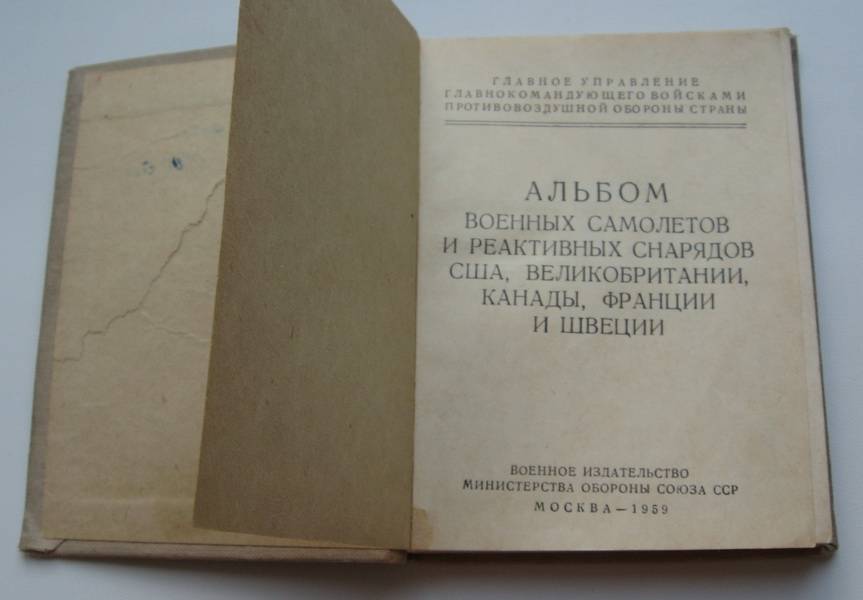 ГЛАВНОЕ УПРАВЛЕНИЕ
ГЛАВНОКОМАНДУЮЩЕГО ВОЙСКАМИ
ПРОТИВОВОЗДУШНОЙ ОБОРОНЫ СТРАНЫ
АЛЬБОМ
ВОЕННЫХ САМОЛЕТОВ
И РЕАКТИВНЫХ СНАРЯДОВ
США, ВЕЛИКОБРИТАНИИ,
КАНАДЫ, ФРАНЦИИ
И ШВЕЦИИ
ВОЕННОЕ ИЗДАТЕЛЬСТВО
МИНИСТЕРСТВА ОБОРОНЫ СОЮЗА ССР
МОСКВА — 1959